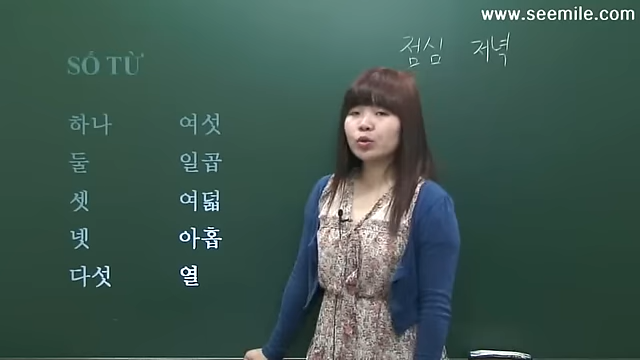 www.seemile.com
점심 저녁
SỐ TỪ
하나 여섯
둘 일곱
셋 여덟
넷 아홉
다섯 열